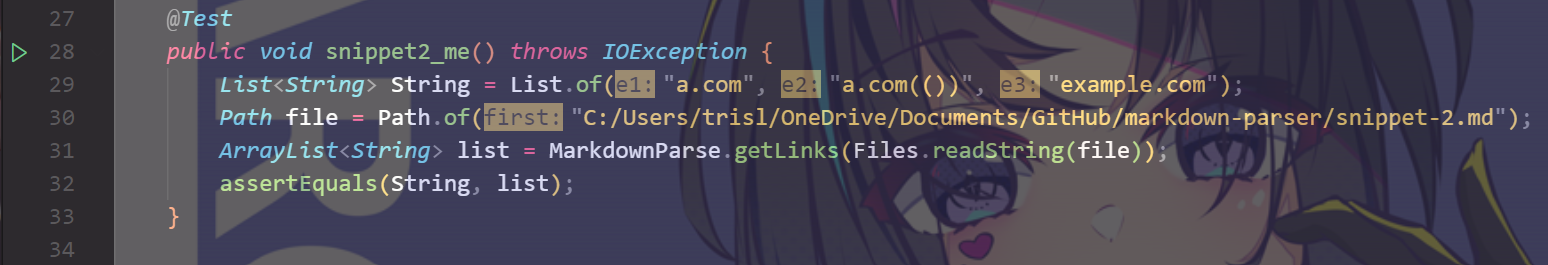 27 @Test
28 public void snippet2_me() throws IOException {
29 List<String> String = List.of(e1: "a.com", e2: "a.com(())", e3: "example.com");
30 Path file = Path.of(first: "C:/Users/trisl/OneDrive/Documents/GitHub/markdown-parser/snippet-2.md");
31 ArrayList<String> list = MarkdownParse.getLinks(Files.readString(file));
32 assertEquals(String, list);
33 }
34